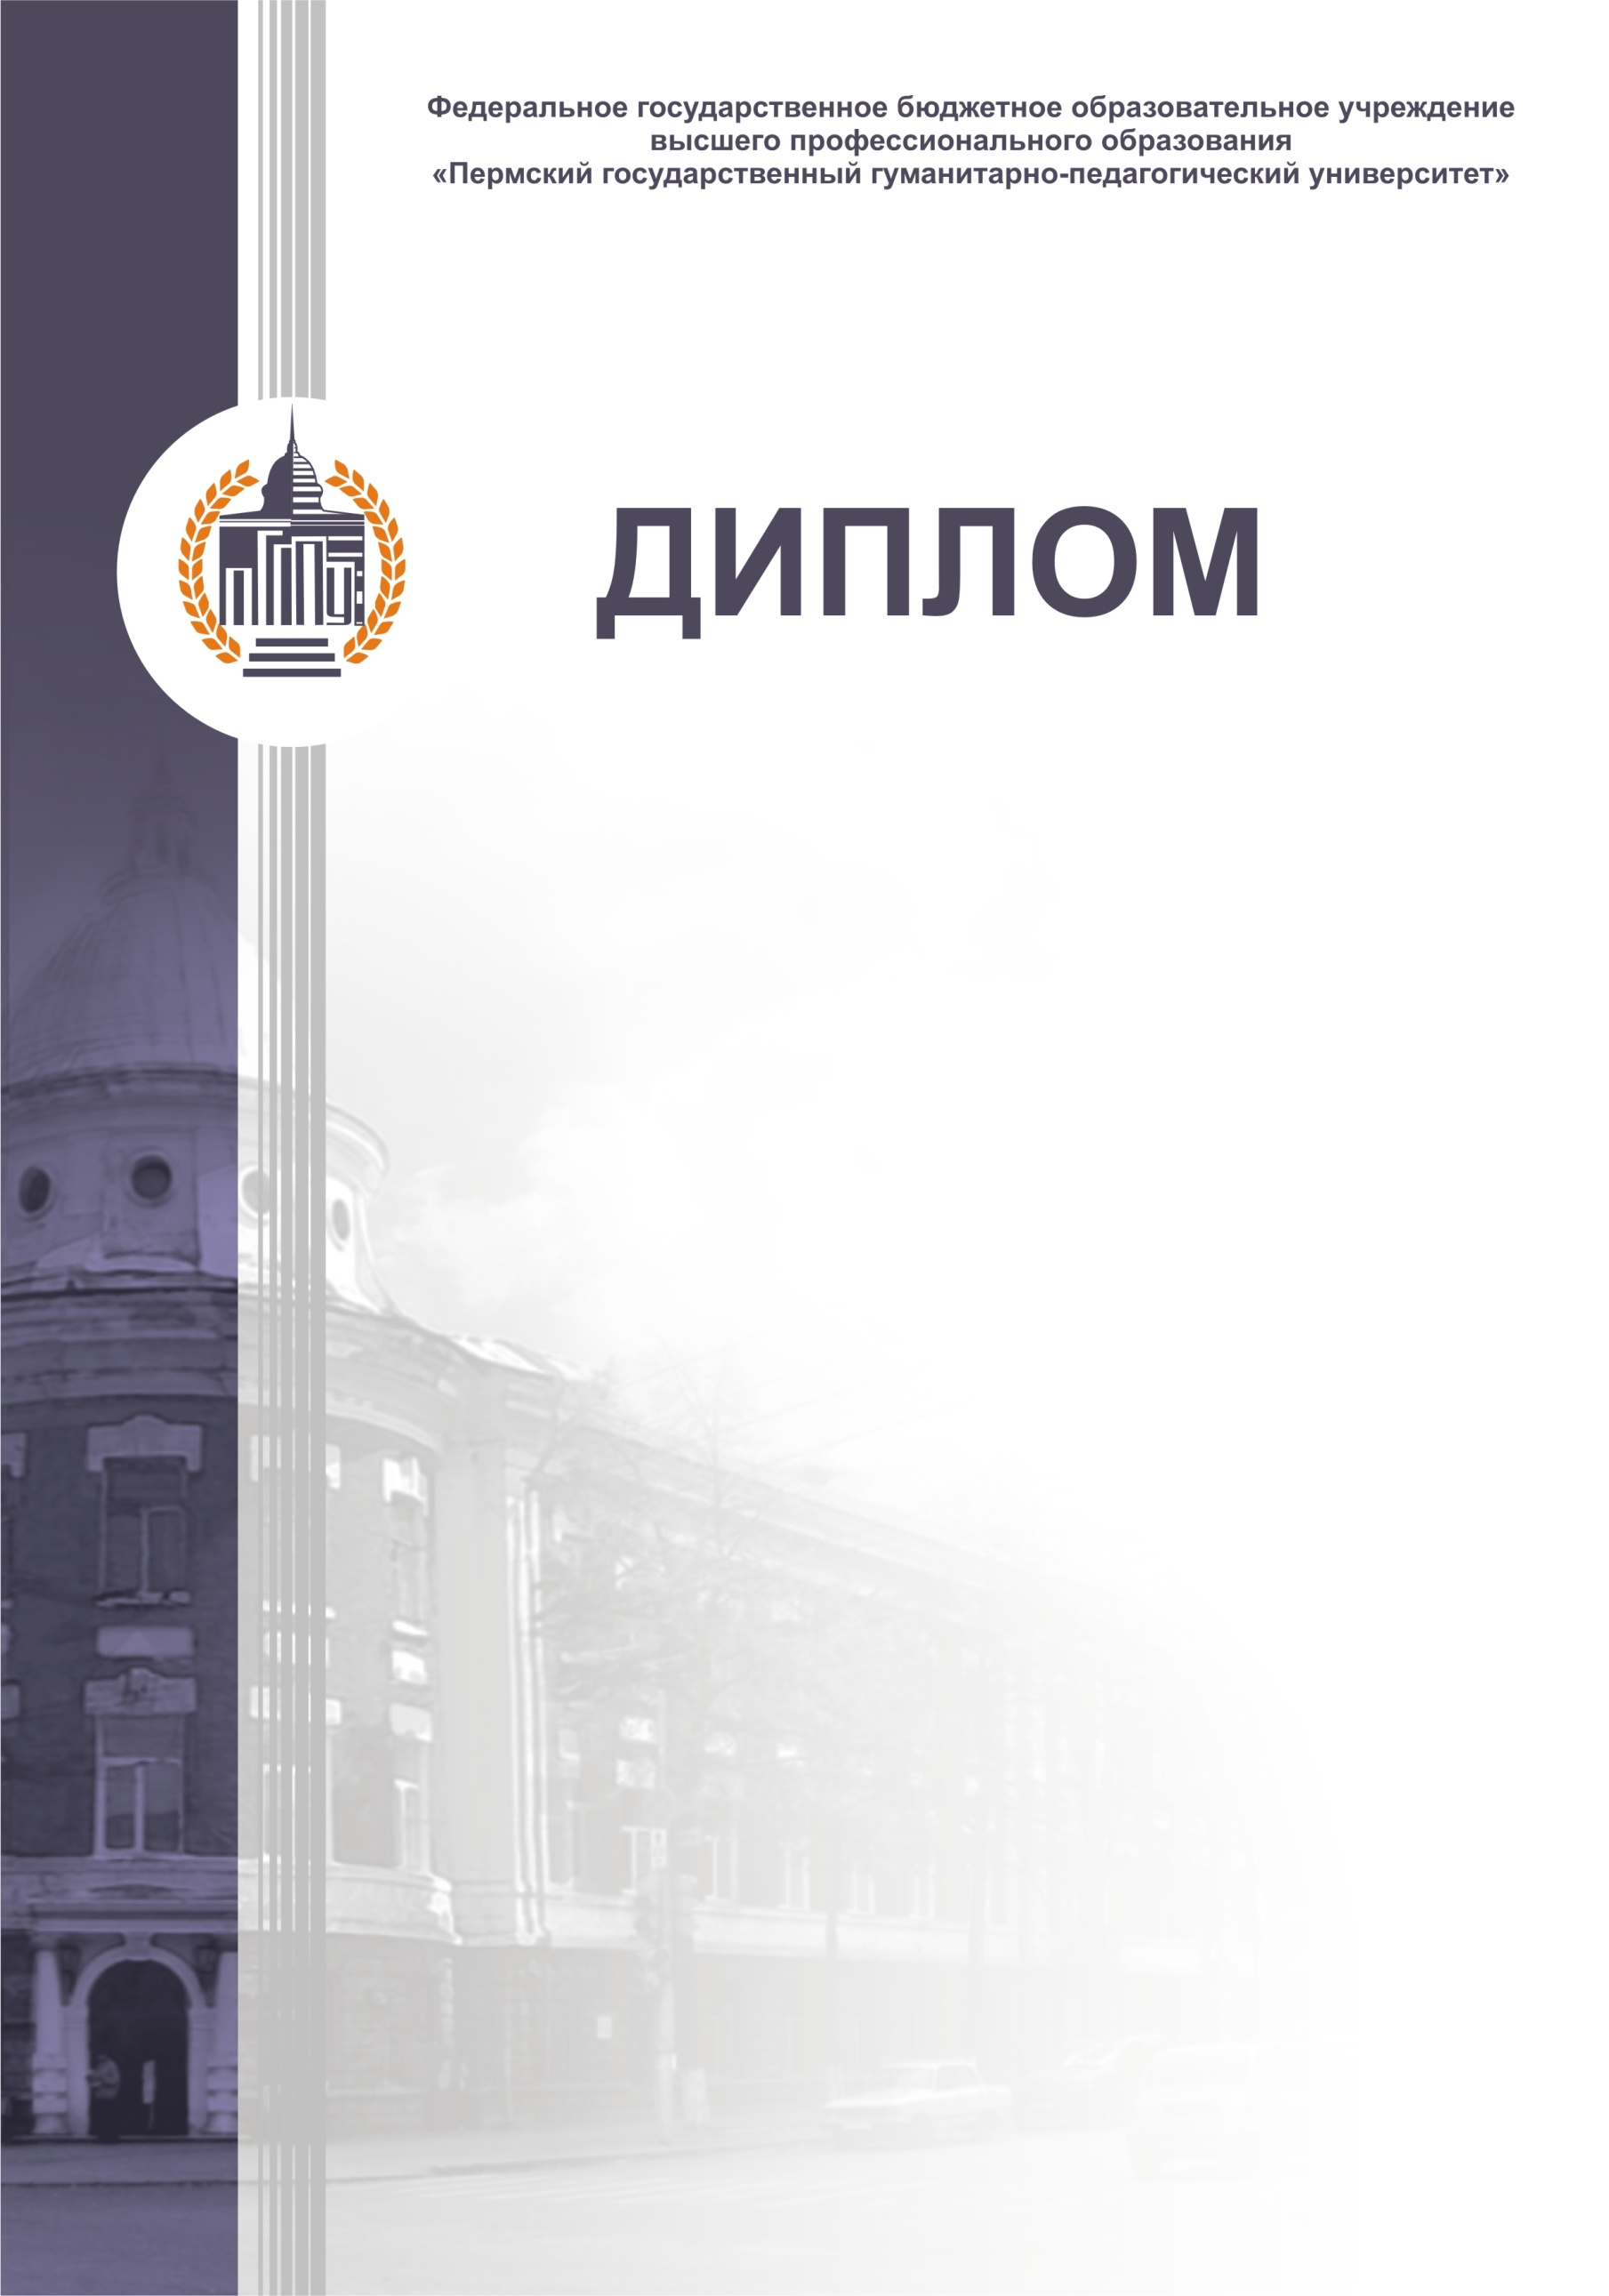 Федеральное государственное бюджетное образовательное учреждение
высшего профессионального образования
«Пермский государственный гуманитарно-педагогический университет»
ДИПЛОМ